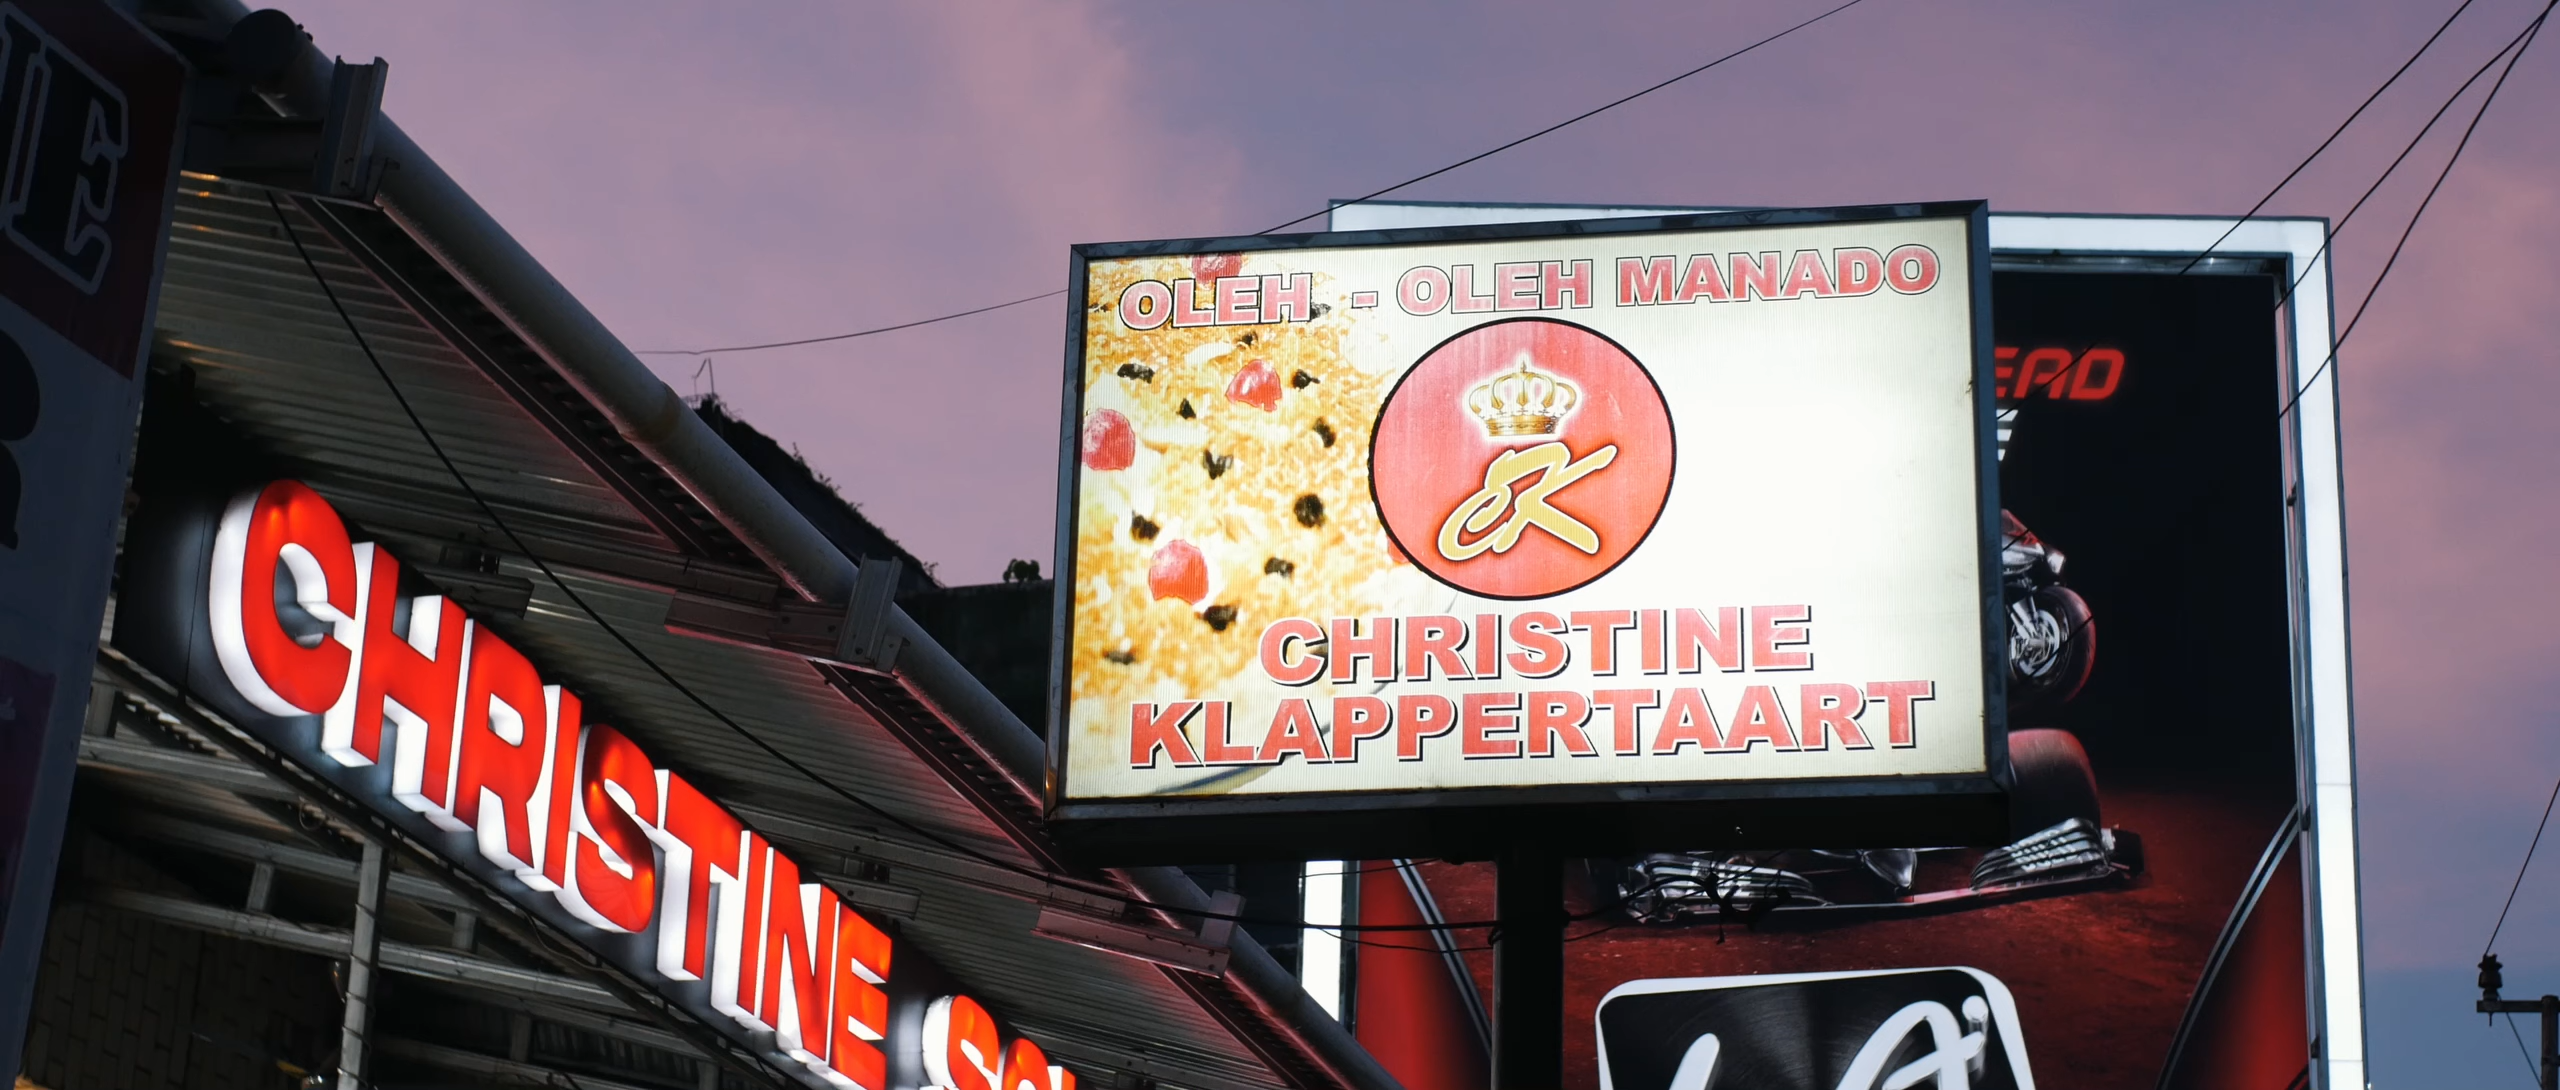 OLEH - OLEH MANADO
CK
CHRISTINE
KLAPPERTAART
CHRISTINE